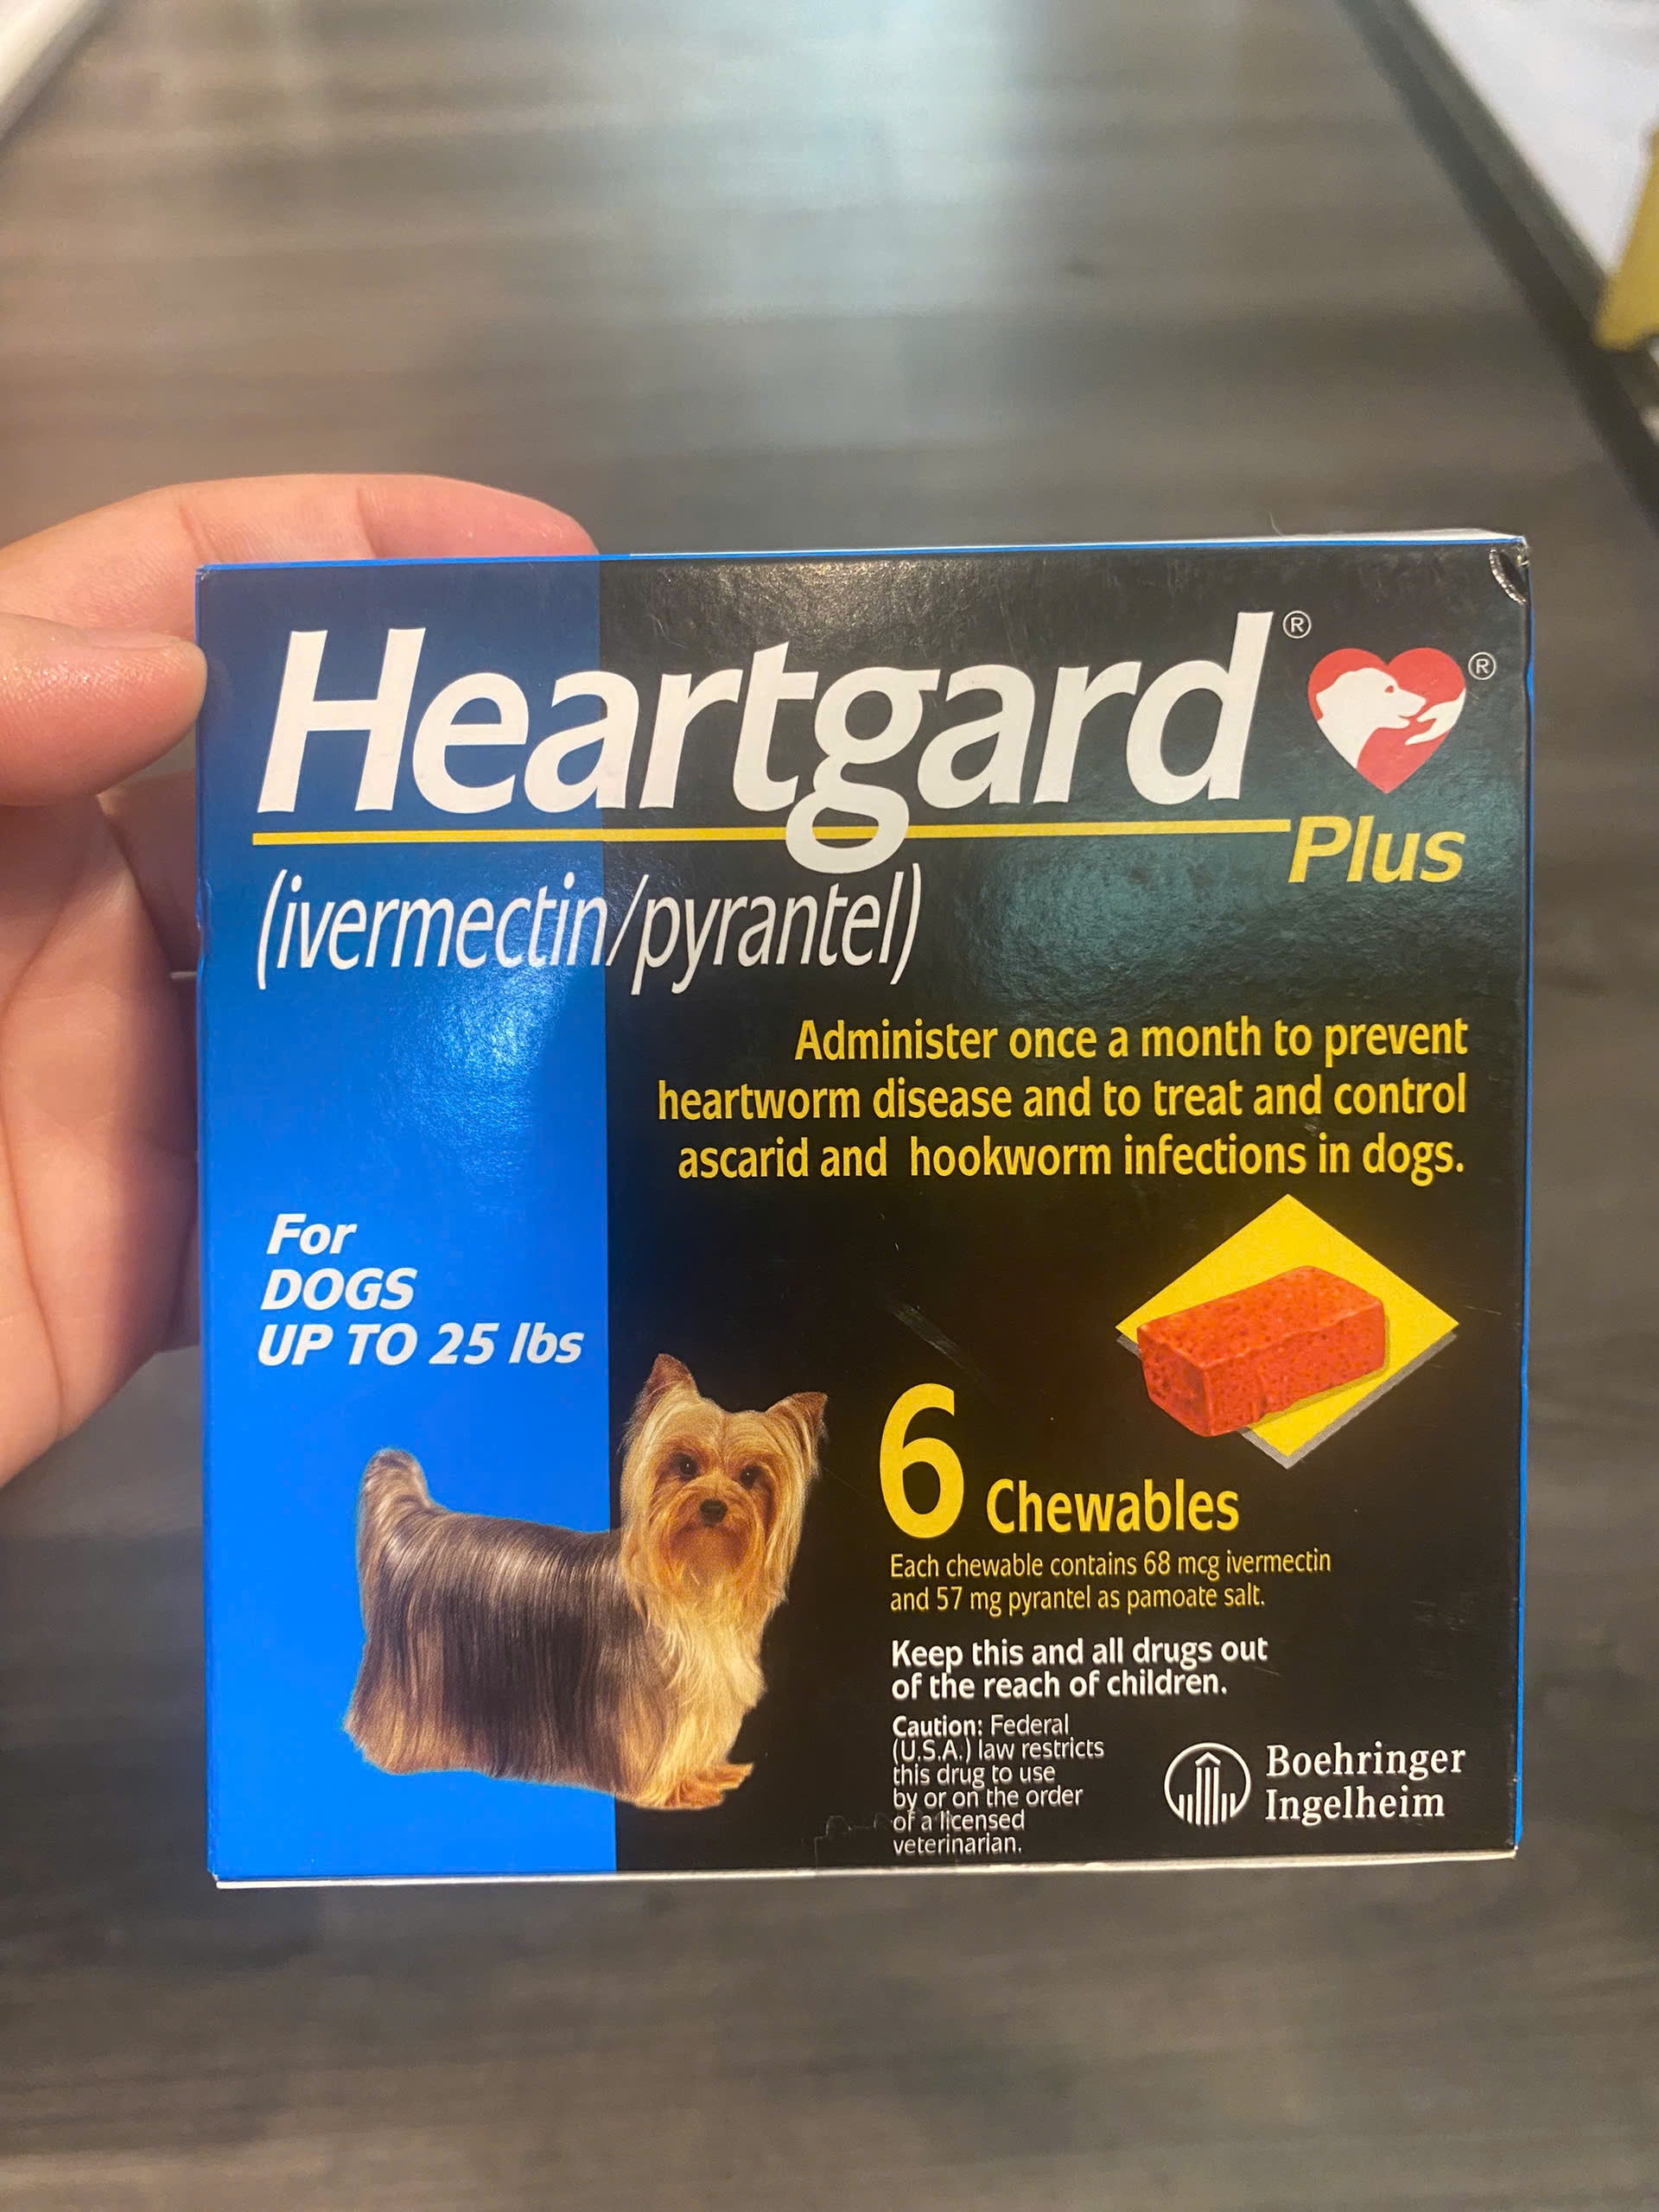 Heartgard® ®
Plus
(ivermectin/pyrantel)
Administer once a month to prevent
heartworm disease and to treat and control
ascarid and hookworm infections in dogs.
For
DOGS
UP TO 25 lbs
6 Chewables
Each chewable contains 68 mcg ivermectin
and 57 mg pyrantel as pamoate salt.
Keep this and all drugs out
of the reach of children.
Caution: Federal
(U.S.A.) law restricts
this drug to use
by or on the order
of a licensed
veterinarian.
Boehringer
Ingelheim